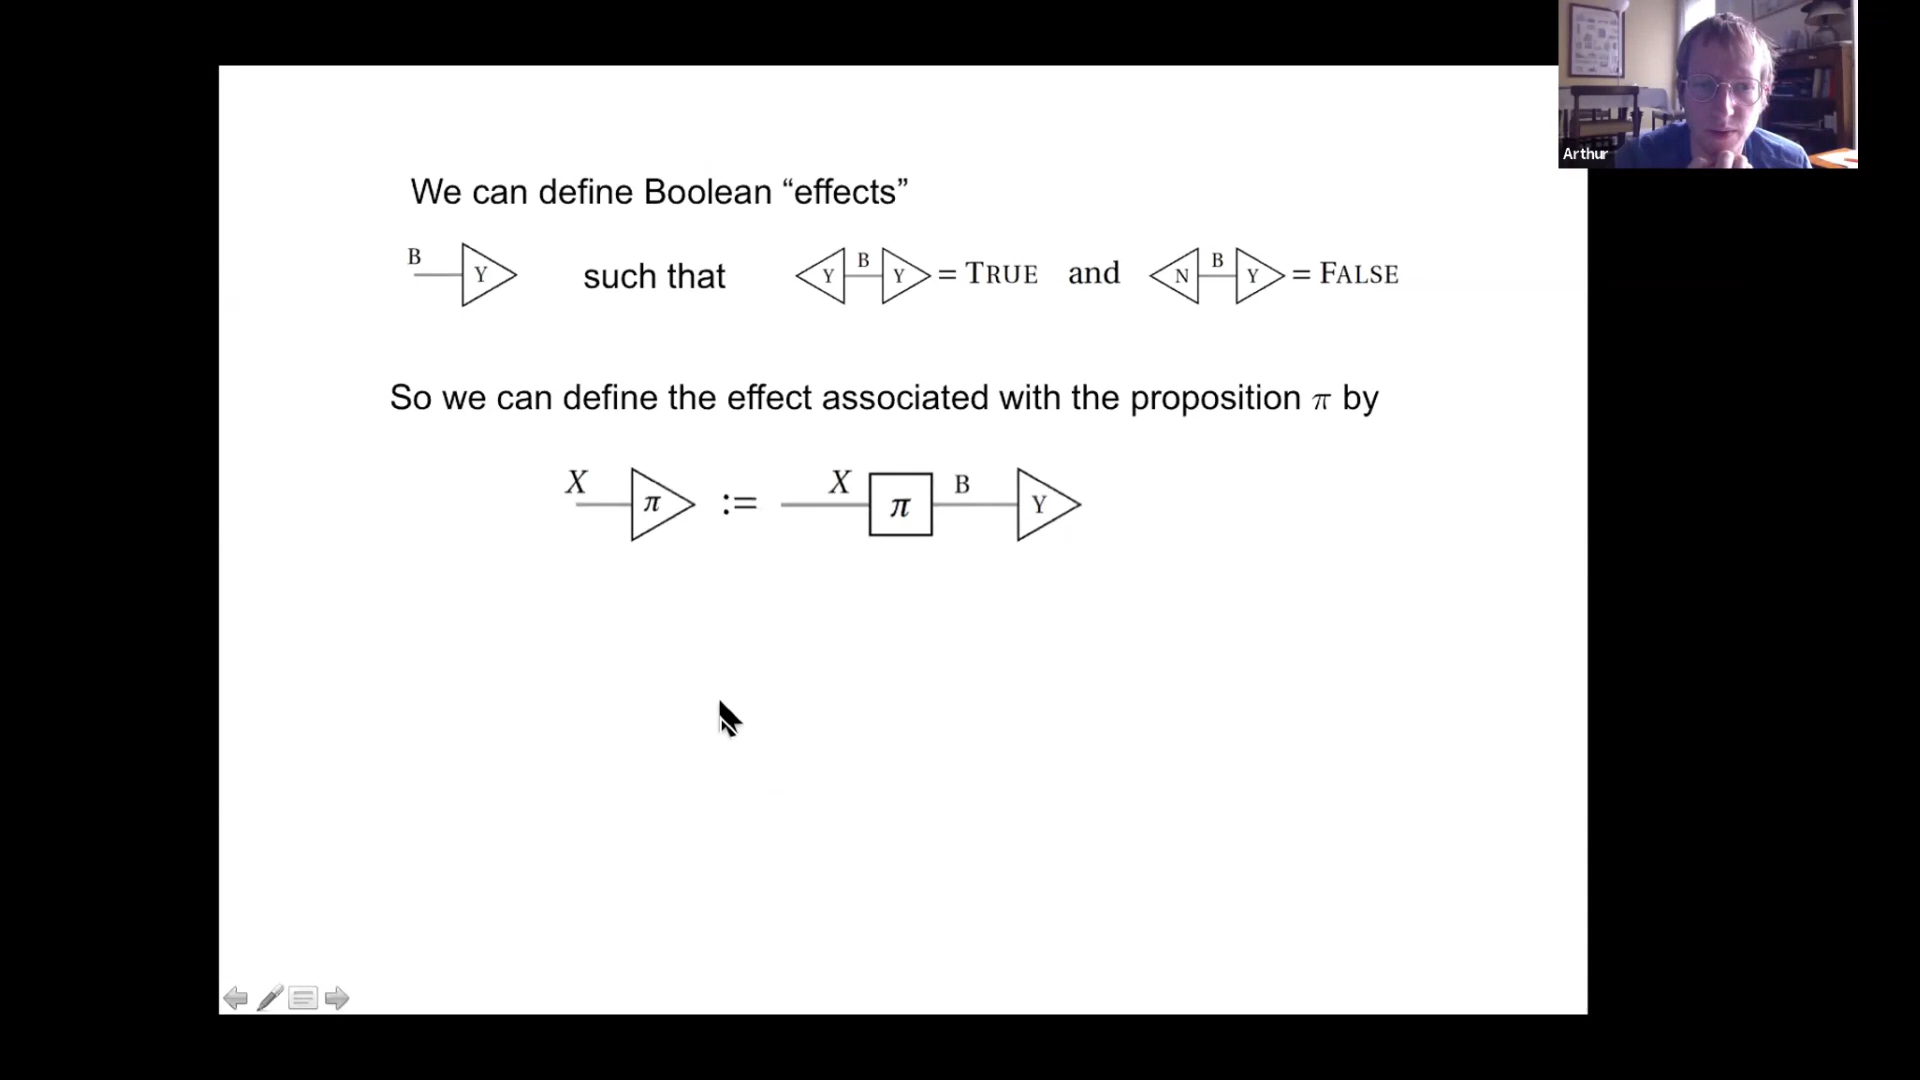 Arthur
We can define Boolean “effects”
B Y such that Y B Y = TRUE and N B Y = FALSE
So we can define the effect associated with the proposition π by
X π := X π B Y